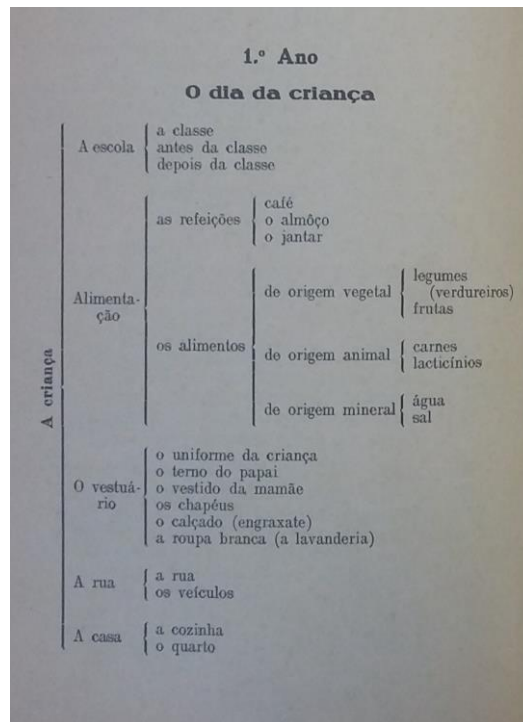 1.º Ano
O dia da criança
A criança
A escola
a classe
antes da classe
depois da classe
Alimenta-
ção
as refeições
café
o almôço
o jantar
os alimentos
de origem vegetal
legumes
(verdureiros)
frutas
de origem animal
carnes
lacticínios
de origem mineral
água
sal
O vestuá-
rio
o uniforme da criança
o terno do papai
o vestido da mamãe
os chapéus
o calçado (engraxate)
a roupa branca (a lavanderia)
A rua
a rua
os veículos
A casa
a cozinha
o quarto